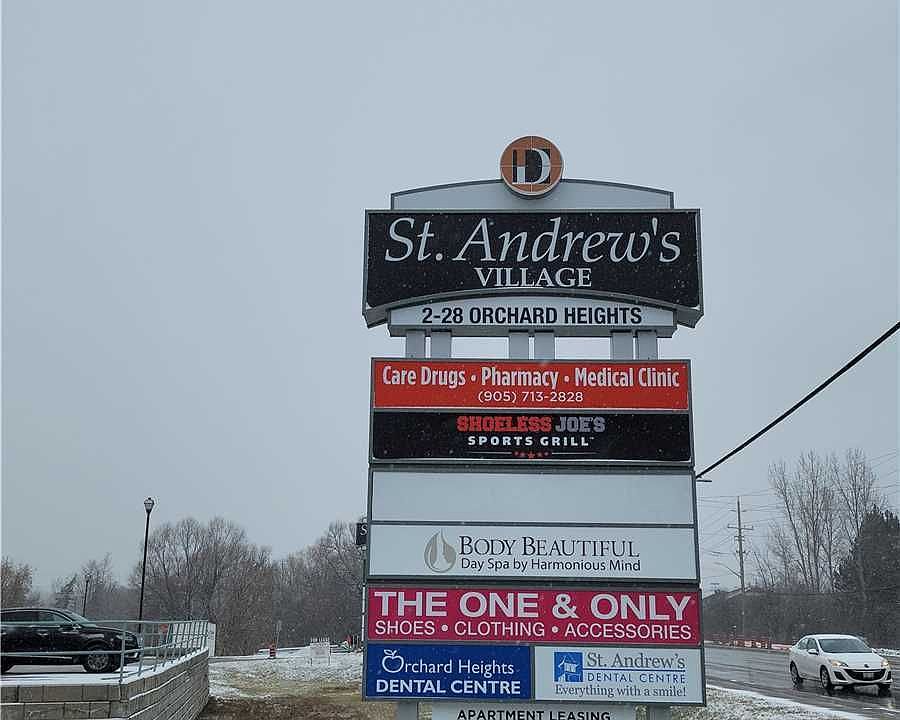 D
St. Andrew's
VILLAGE
2-28 ORCHARD HEIGHTS
Care Drugs • Pharmacy • Medical Clinic
(905) 713-2828
SHOELESS JOE'S
SPORTS GRILL™
BODY BEAUTIFUL
Day Spa by Harmonious Mind
THE ONE & ONLY
SHOES • CLOTHING • ACCESSORIES
Orchard Heights
DENTAL CENTRE
St. Andrew's
DENTAL CENTRE
Everything with a smile!
APARTMENT LEASING